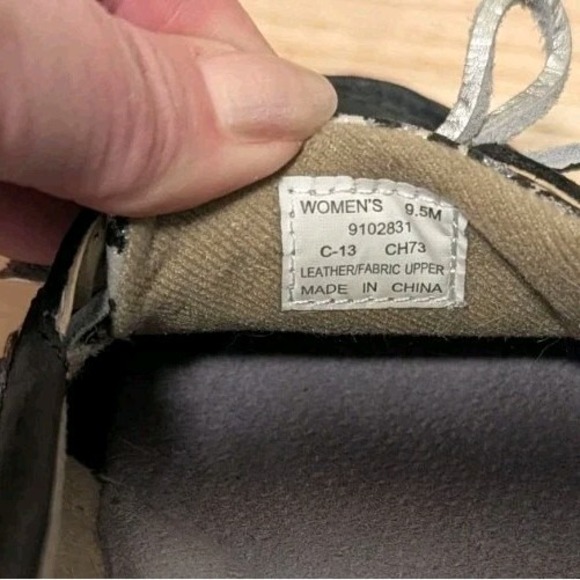 WOMEN'S 9.5M
9102831
C-13 CH73
LEATHER/FABRIC UPPER
MADE IN CHINA